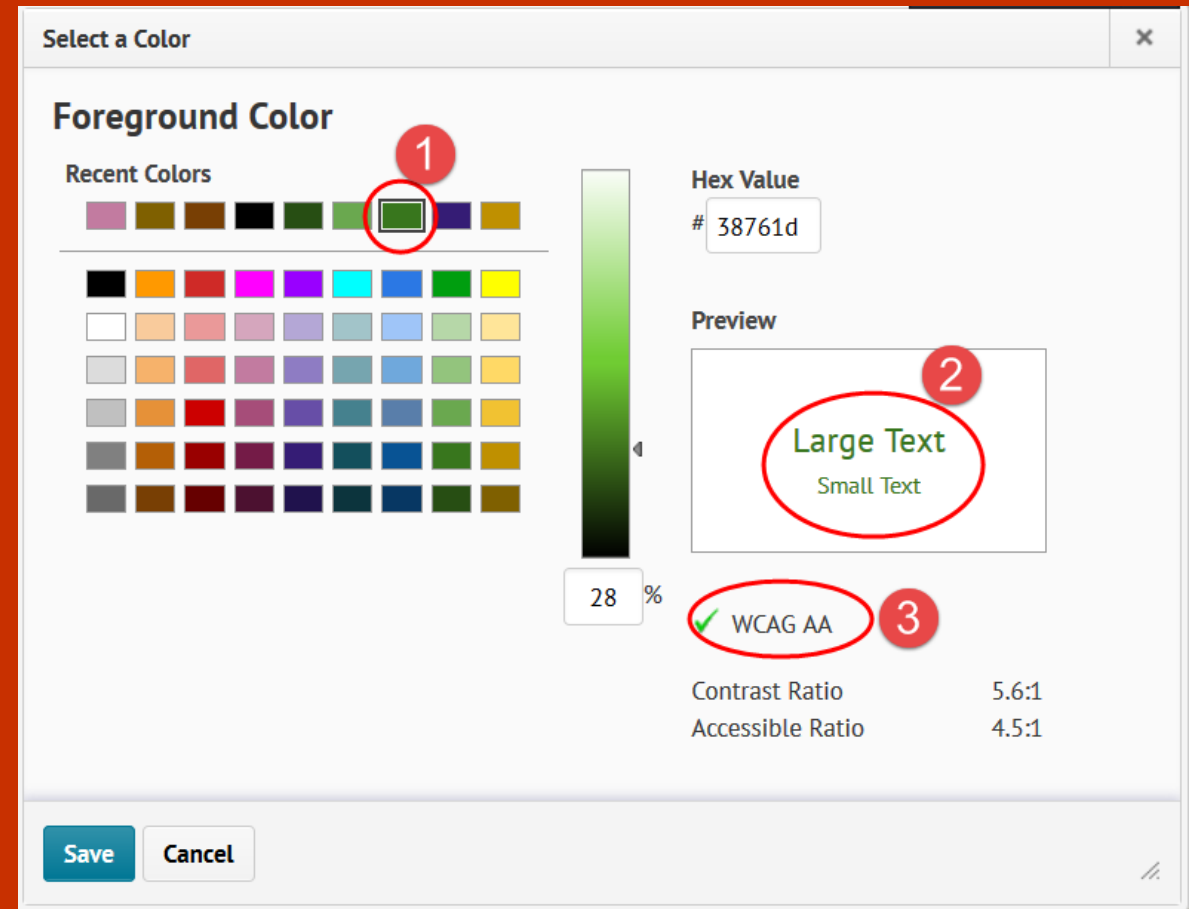 Select a Color
×
Foreground Color
1
Recent Colors
Hex Value
# 38761d
Preview
2
Large Text
Small Text
28 %
WCAG AA
3
Contrast Ratio 5.6:1
Accessible Ratio 4.5:1
Save Cancel